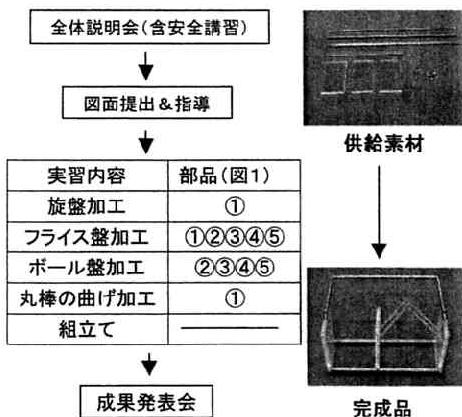 全体説明会(含安全講習)
図面提出&指導
実習内容 部品(図1)
旋盤加工 ①
フライス盤加工 ①②③④⑤
ボール盤加工 ②③④⑤
丸棒の曲げ加工 ①
組立て
成果発表会
供給素材
完成品